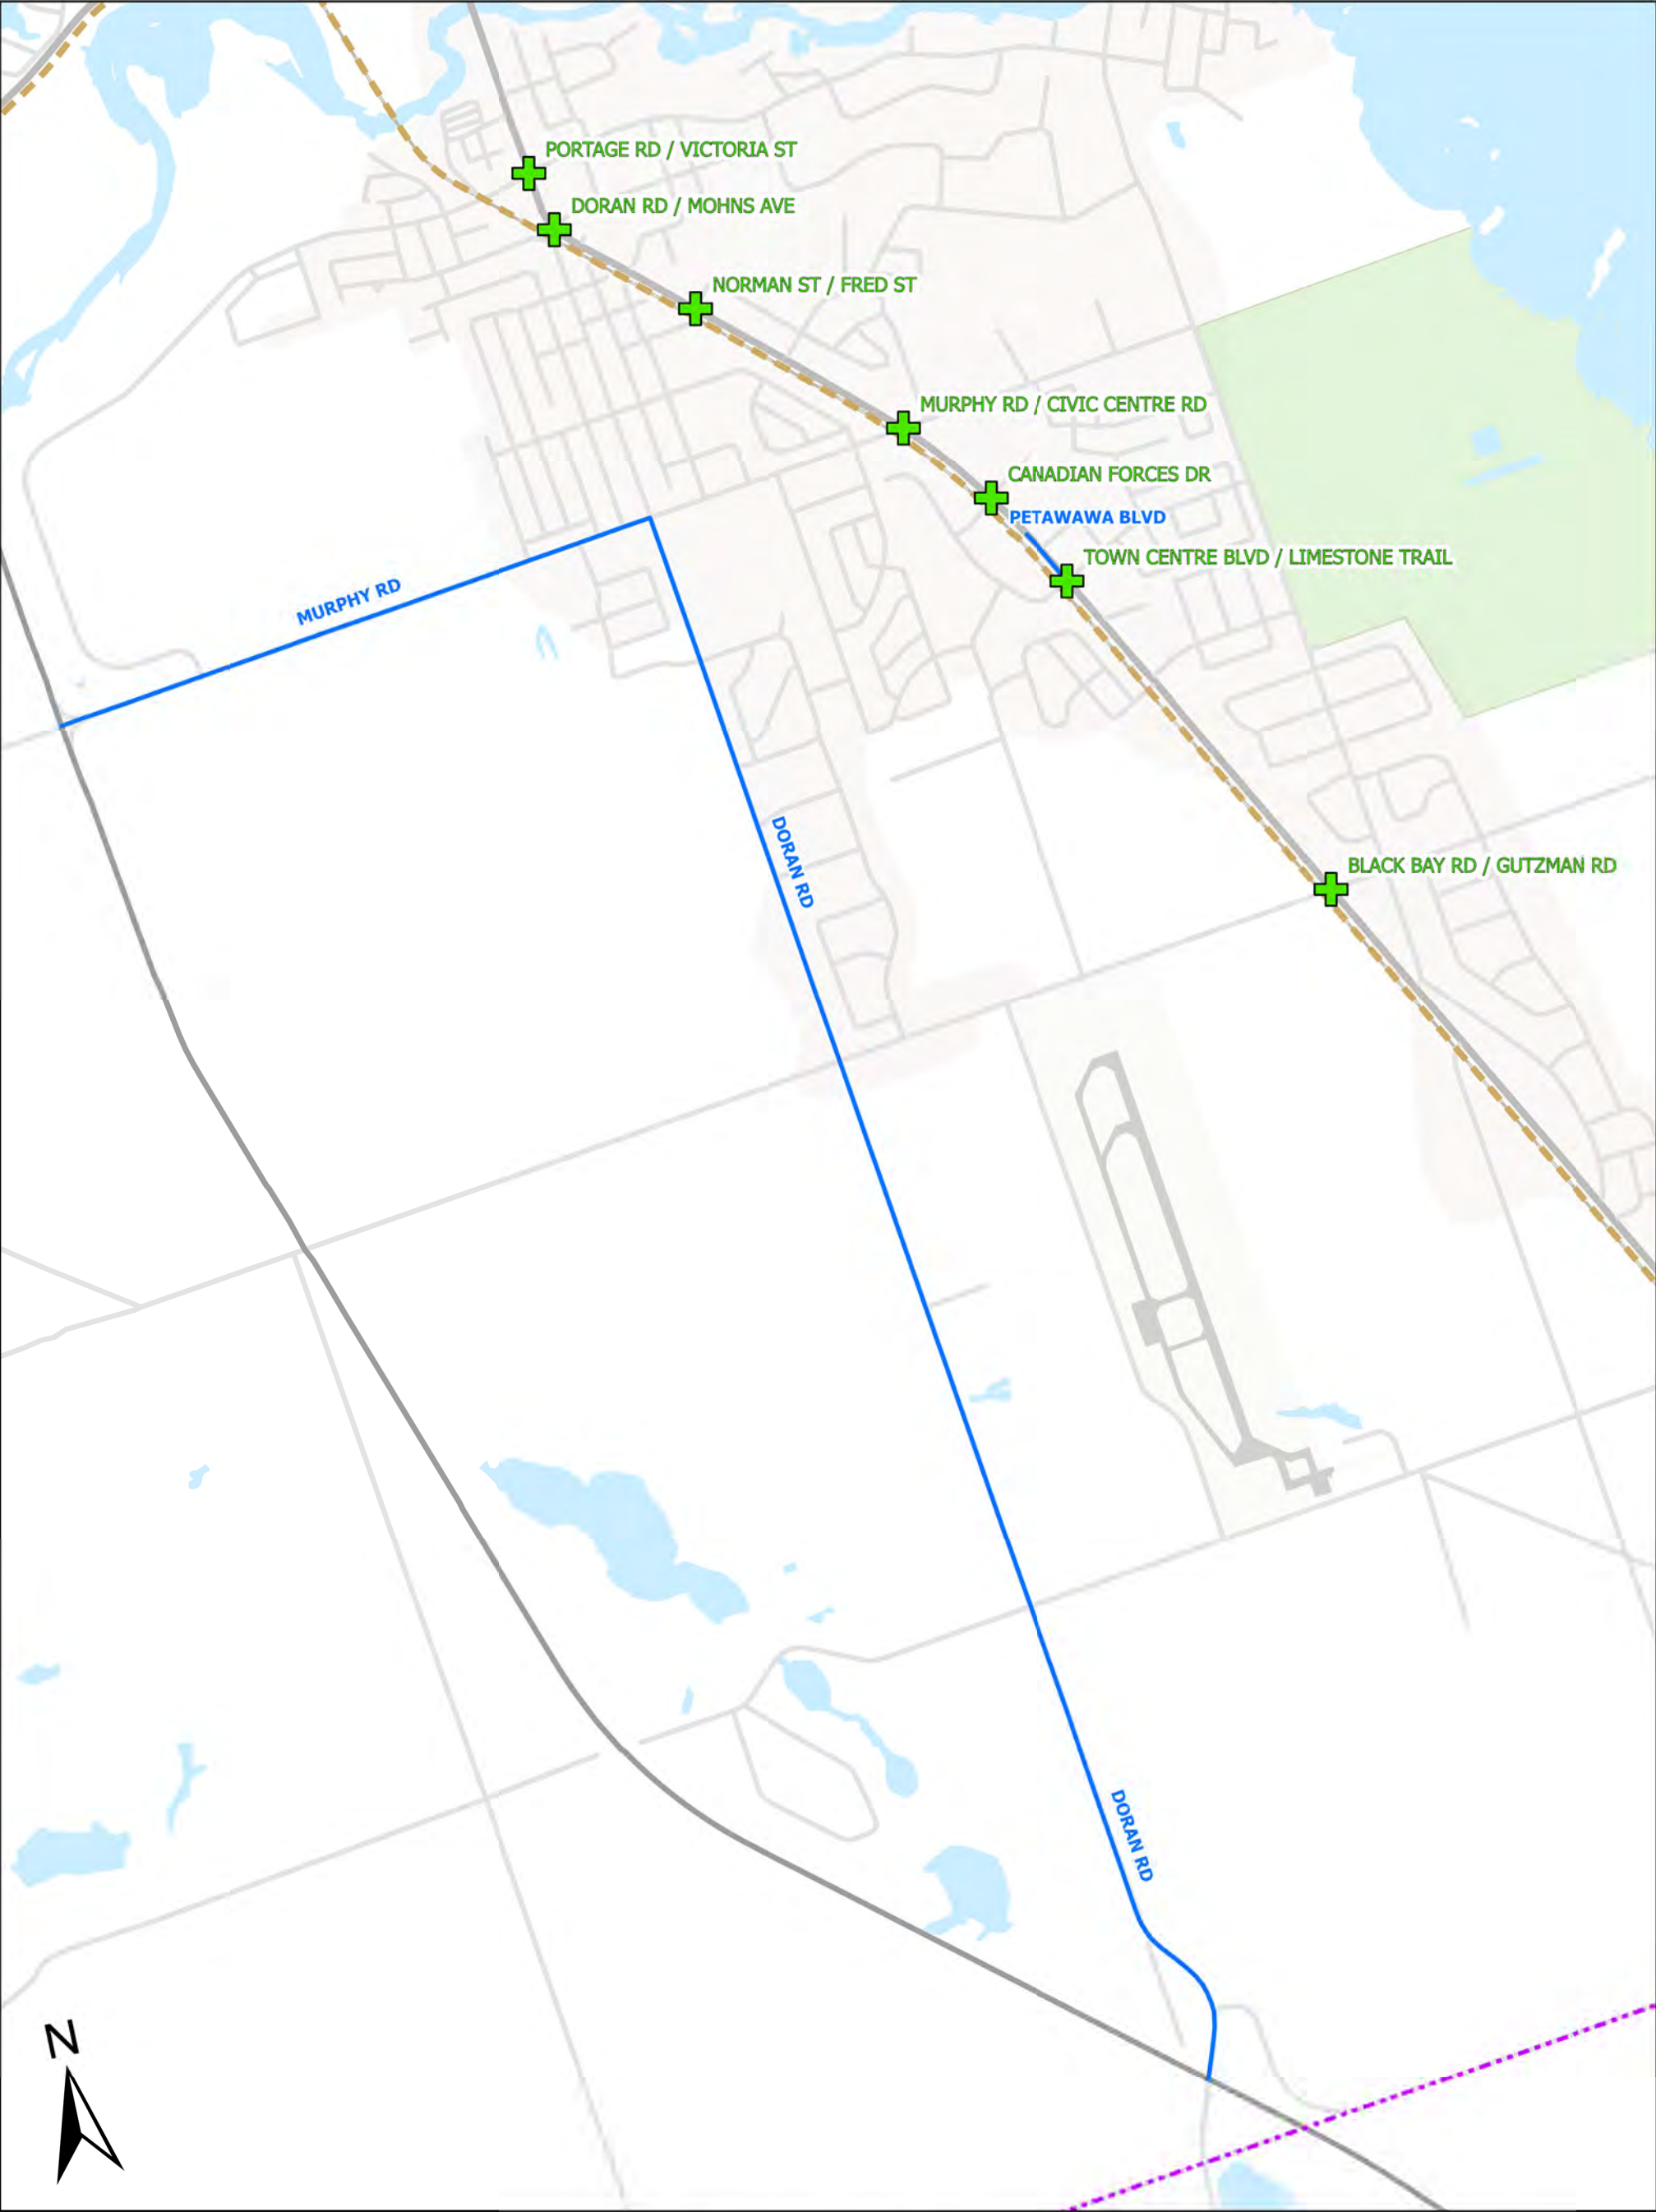 PORTAGE RD / VICTORIA ST
DORAN RD / MOHNS AVE
NORMAN ST / FRED ST
MURPHY RD / CIVIC CENTRE RD
CANADIAN FORCES DR
PETAWAWA BLVD
TOWN CENTRE BLVD / LIMESTONE TRAIL
MURPHY RD
DORAN RD
BLACK BAY RD / GUTZMAN RD
DORAN RD
N